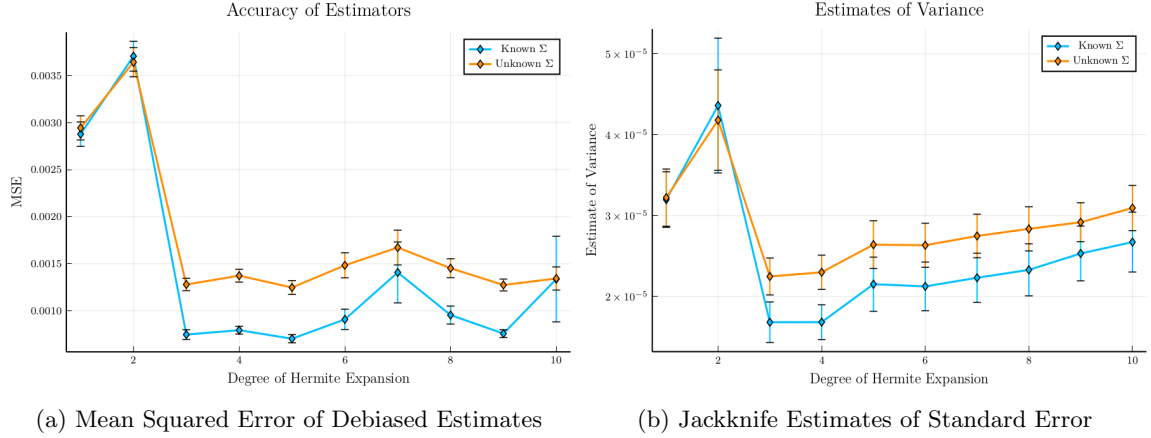 Accuracy of Estimators
Known Σ
Unknown Σ
0.0035
0.0030
0.0025
0.0020
0.0015
0.0010
MSE
2
4
6
8
10
Degree of Hermite Expansion
(a) Mean Squared Error of Debiased Estimates
Estimates of Variance
Known Σ
Unknown Σ
5 × 10⁻⁵
4 × 10⁻⁵
3 × 10⁻⁵
2 × 10⁻⁵
Estimate of Variance
2
4
6
8
10
Degree of Hermite Expansion
(b) Jackknife Estimates of Standard Error